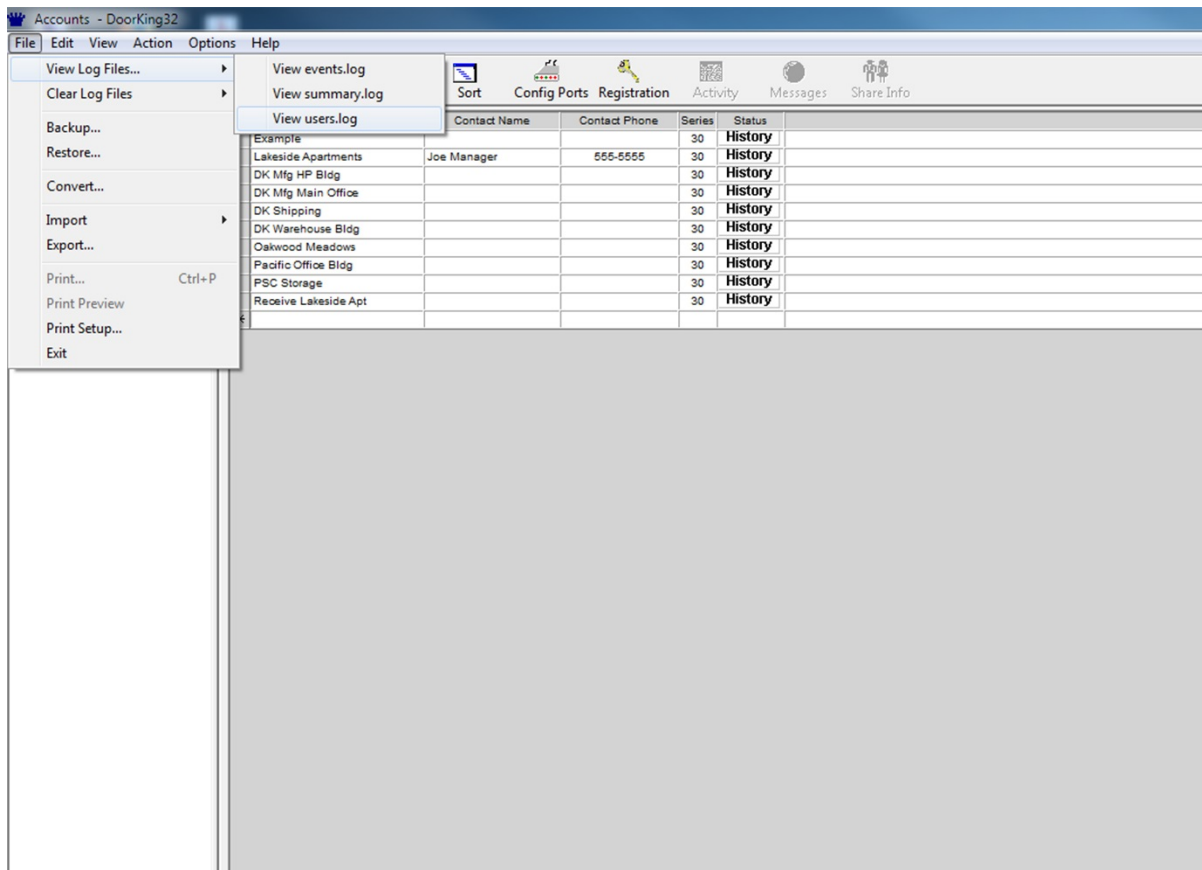 Accounts - DoorKing32
File Edit View Action Options Help
View Log Files...
Clear Log Files
Backup...
Restore...
Convert...
Import
Export...
Print... Ctrl+P
Print Preview
Print Setup...
Exit
View events.log
View summary.log
View users.log
Sort Config Ports Registration Activity Messages Share Info
Contact Name Contact Phone Series Status
Example 30 History
Lakeside Apartments Joe Manager 555-5555 30 History
DK Mfg HP Bldg 30 History
DK Mfg Main Office 30 History
DK Shipping 30 History
DK Warehouse Bldg 30 History
Oakwood Meadows 30 History
Pacific Office Bldg 30 History
PSC Storage 30 History
Receive Lakeside Apt 30 History